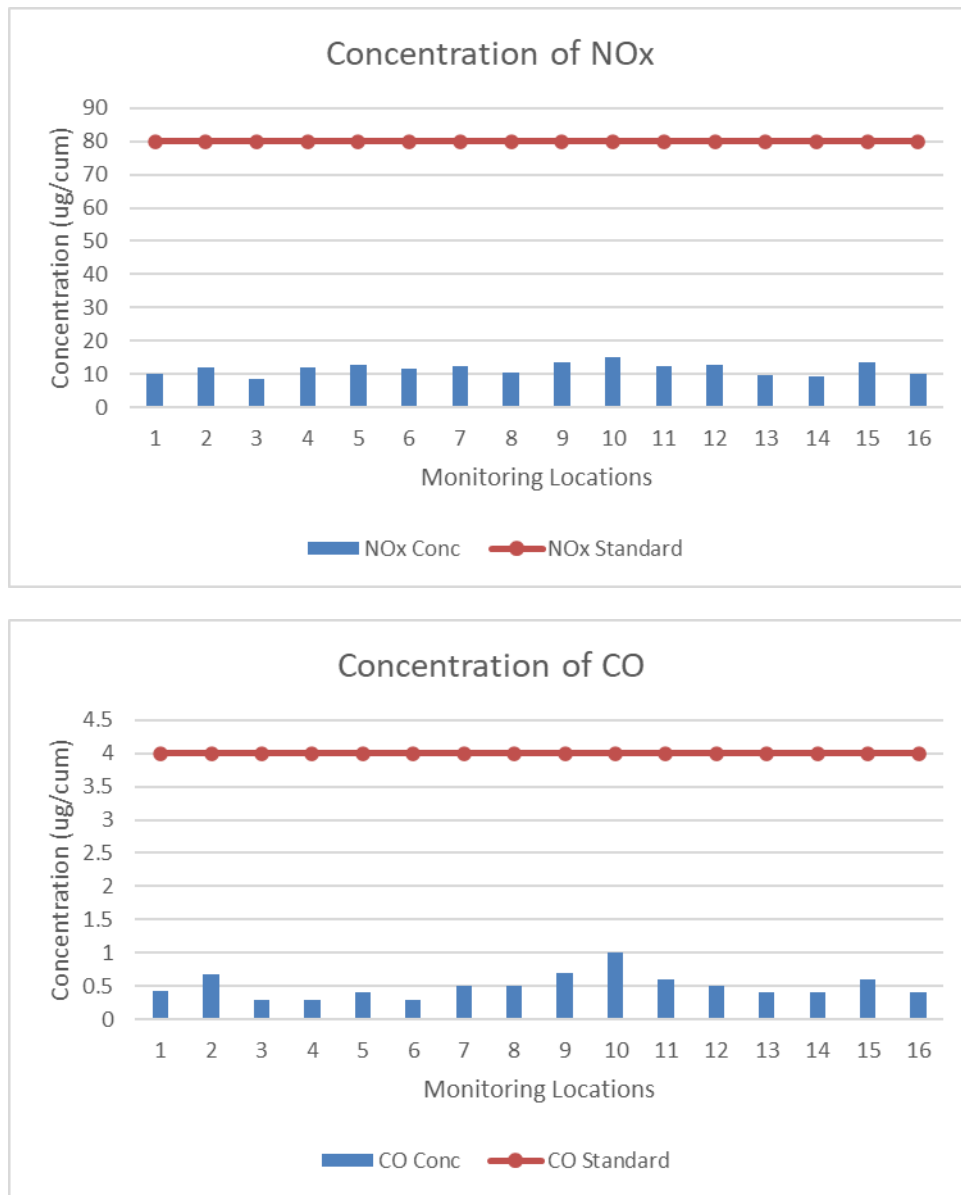 Concentration of NOx
90
80
70
60
50
40
30
20
10
0
Concentration (ug/cum)
1 2 3 4 5 6 7 8 9 10 11 12 13 14 15 16
Monitoring Locations
NOx Conc NOx Standard
Concentration of CO
4.5
4
3.5
3
2.5
2
1.5
1
0.5
0
Concentration (ug/cum)
1 2 3 4 5 6 7 8 9 10 11 12 13 14 15 16
Monitoring Locations
CO Conc CO Standard